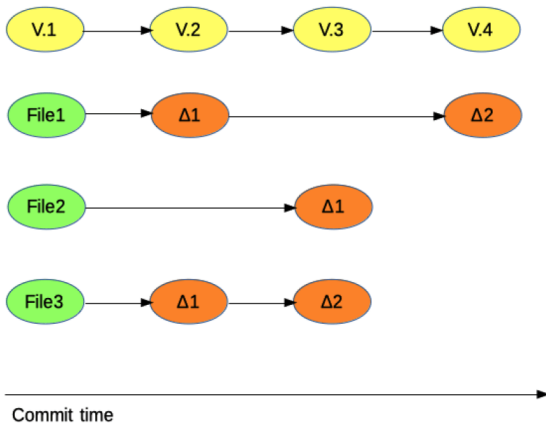 V.1 V.2 V.3 V.4
File1 Δ1 Δ2
File2 Δ1
File3 Δ1 Δ2
Commit time